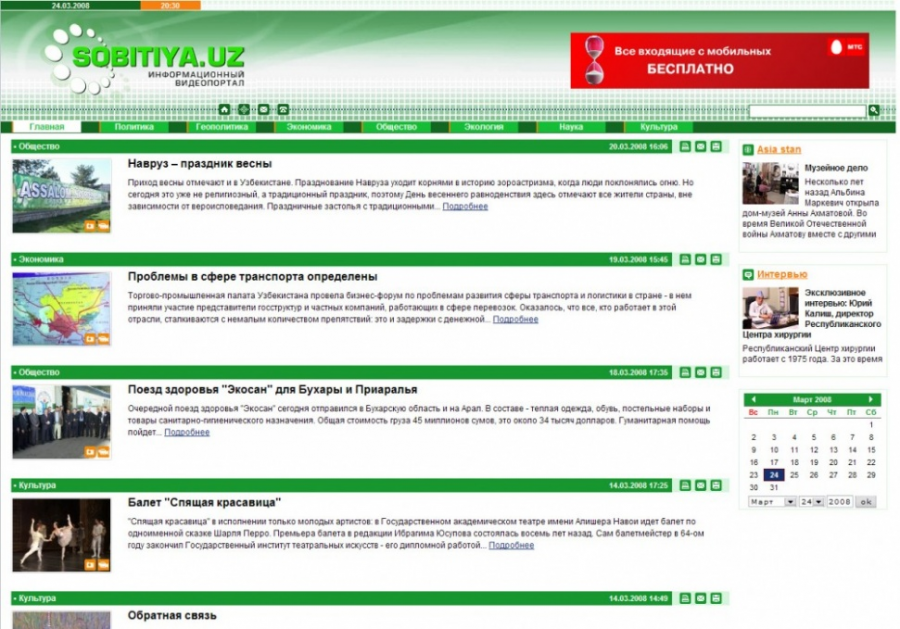 24.03.2008
20:30
SOBITIYA.UZ
ИНФОРМАЦИОННЫЙ
ВИДЕОПОРТАЛ
Все входящие с мобильных
БЕСПЛАТНО
МТС
Главная
Политика
Геополитика
Экономика
Общество
Экология
Наука
Культура
• Общество
20.03.2008 16:06
Навруз – праздник весны
Приход весны отмечают и в Узбекистане. Празднование Навруза уходит корнями в историю зороастризма, когда люди поклонялись огню. Но
сегодня это уже не религиозный, а традиционный праздник, поэтому День весеннего равноденствия здесь отмечают все жители страны, вне
зависимости от вероисповедания. Праздничные застолья с традиционными... Подробнее
ASSALO
• Экономика
19.03.2008 15:45
Проблемы в сфере транспорта определены
Торгово-промышленная палата Узбекистана провела бизнес-форум по проблемам развития сферы транспорта и логистики в стране - в нем
приняли участие представители госструктур и частных компаний, работающих в сфере перевозок. Оказалось, что все, кто работает в этой
отрасли, сталкиваются с немалым количеством препятствий: это и задержки с денежной... Подробнее
• Общество
18.03.2008 17:35
Поезд здоровья "Экосан" для Бухары и Приаралья
Очередной поезд здоровья "Экосан" сегодня отправился в Бухарскую область и на Арал. В составе - теплая одежда, обувь, постельные наборы и
товары санитарно-гигиенического назначения. Общая стоимость груза 45 миллионов сумов, это около 34 тысяч долларов. Гуманитарная помощь
пойдет... Подробнее
• Культура
14.03.2008 17:25
Балет "Спящая красавица"
"Спящая красавица" в исполнении только молодых артистов: в Государственном академическом театре имени Алишера Навои идет балет по
одноименной сказке Шарля Перро. Премьера балета в редакции Ибрагима Юсупова состоялась восемь лет назад. Сам балетмейстер в 64-ом
году закончил Государственный институт театральных искусств - его дипломной работой... Подробнее
• Культура
14.03.2008 14:49
Обратная связь
Asia stan
Музейное дело
Несколько лет
назад Альбина
Маркевич открыла
дом-музей Анны Ахматовой. Во
время Великой Отечественной
войны Ахматову вместе с другими
Интервью
Эксклюзивное
интервью: Юрий
Калиш, директор
Республиканского
Центра хирургии
Республиканский Центр хирургии
работает с 1975 года. За это время
Март 2008
Вс Пн Вт Ср Чт Пт Сб
1
2 3 4 5 6 7 8
9 10 11 12 13 14 15
16 17 18 19 20 21 22
23 24 25 26 27 28 29
30 31
Март 24 2008 ok